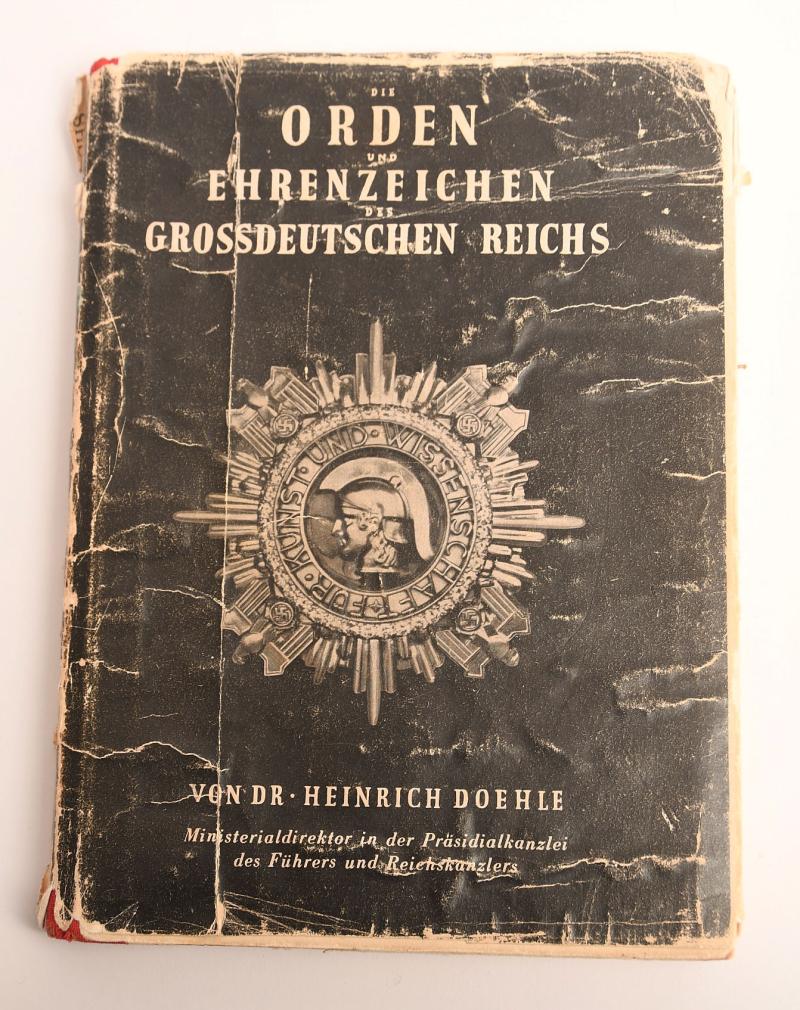 DIE
ORDEN
UND
EHRENZEICHEN
DES
GROSSDEUTSCHEN REICHS
FÜR · KUNST · UND · WISSENSCHAFT
VON DR · HEINRICH DOEHLE
Ministerialdirektor in der Präsidialkanzlei
des Führers und Reichskanzlers